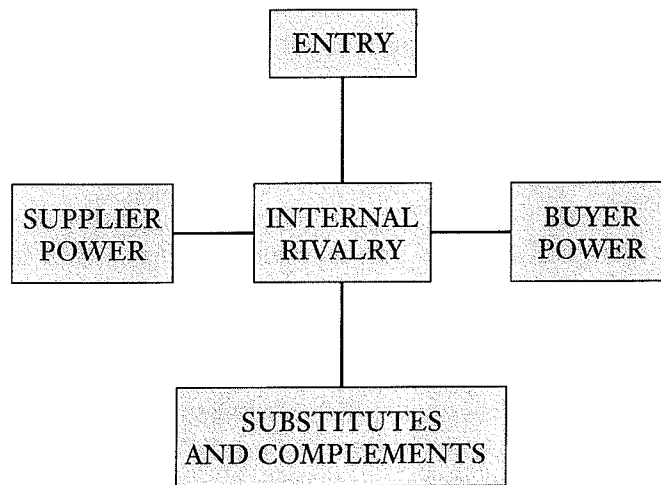 ENTRY
SUPPLIER
POWER
INTERNAL
RIVALRY
BUYER
POWER
SUBSTITUTES
AND COMPLEMENTS